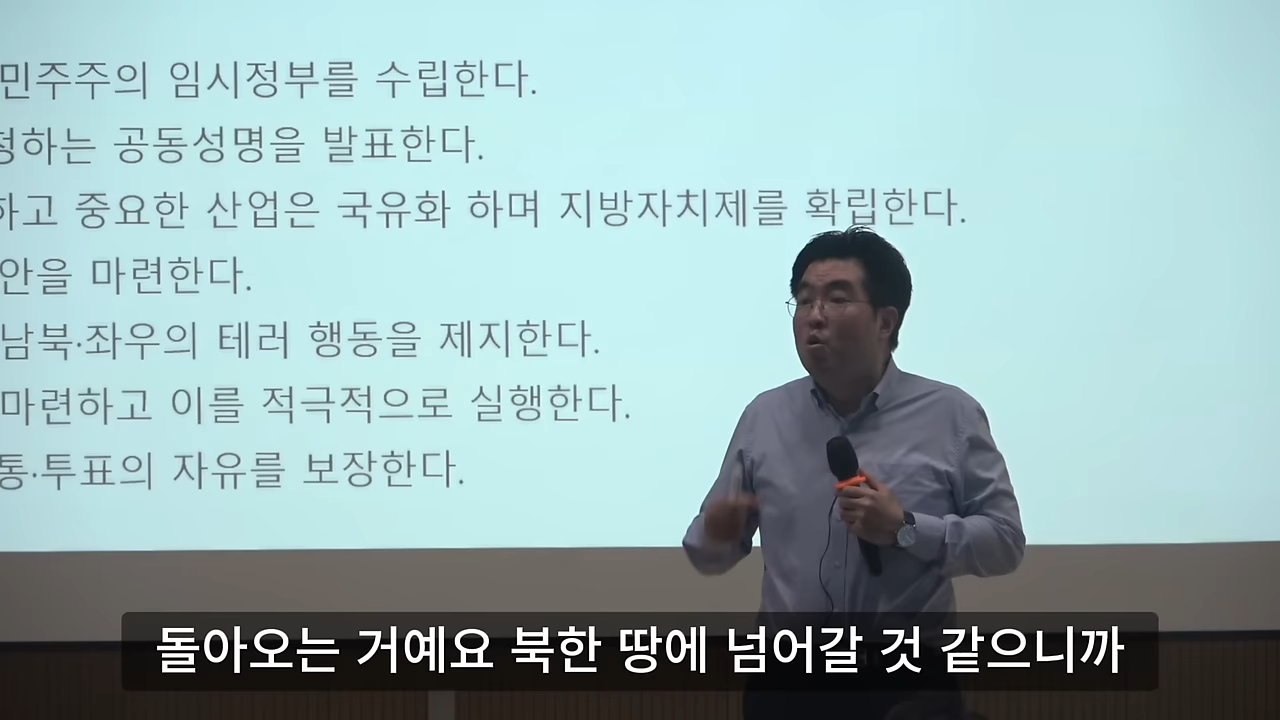 민주주의 임시정부를 수립한다.
청하는 공동성명을 발표한다.
하고 중요한 산업은 국유화 하며 지방자치제를 확립한다.
안을 마련한다.
남북·좌우의 테러 행동을 제지한다.
마련하고 이를 적극적으로 실행한다.
통·투표의 자유를 보장한다.
돌아오는 거예요 북한 땅에 넘어갈 것 같으니까